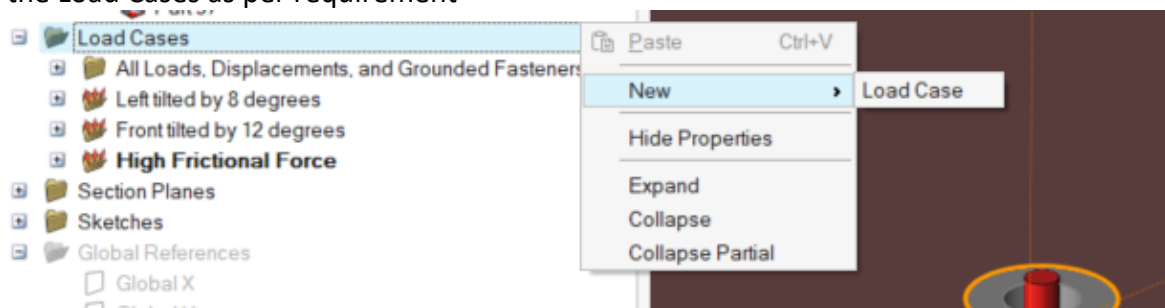 the Load Cases as per requirement
Load Cases
All Loads, Displacements, and Grounded Fasteners
Left tilted by 8 degrees
Front tilted by 12 degrees
High Frictional Force
Section Planes
Sketches
Global References
Global X
Paste Ctrl+V
New
Load Case
Hide Properties
Expand
Collapse
Collapse Partial